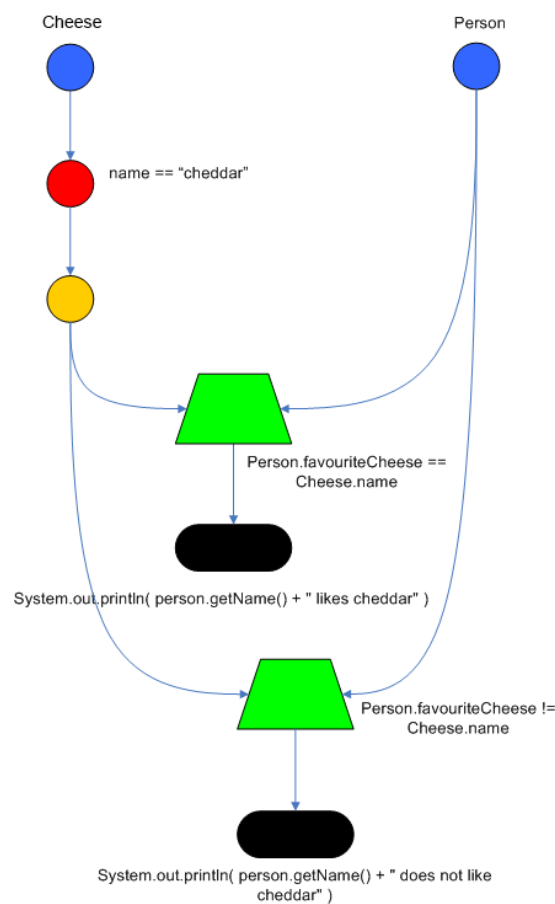 Cheese
Person
name == “cheddar”
Person.favouriteCheese ==
Cheese.name
System.out.println( person.getName() + " likes cheddar" )
Person.favouriteCheese !=
Cheese.name
System.out.println( person.getName() + " does not like
cheddar" )